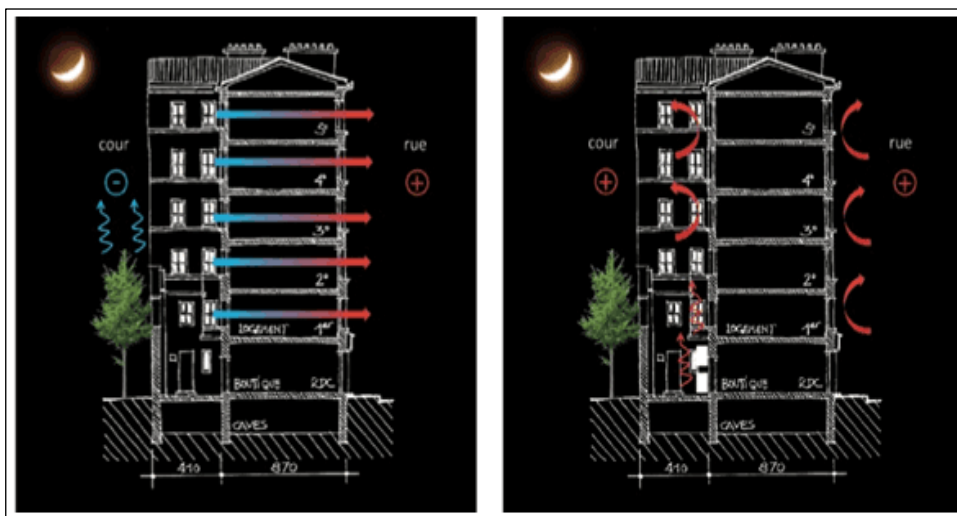 5e
cour
rue
-
+
4e
3e
2e
LOGEMENT 1er
BOUTIQUE RDC
CAVES
410 870
5e
cour
rue
+
+
4e
3e
2e
LOGEMENT 1er
BOUTIQUE RDC
CAVES
410 870